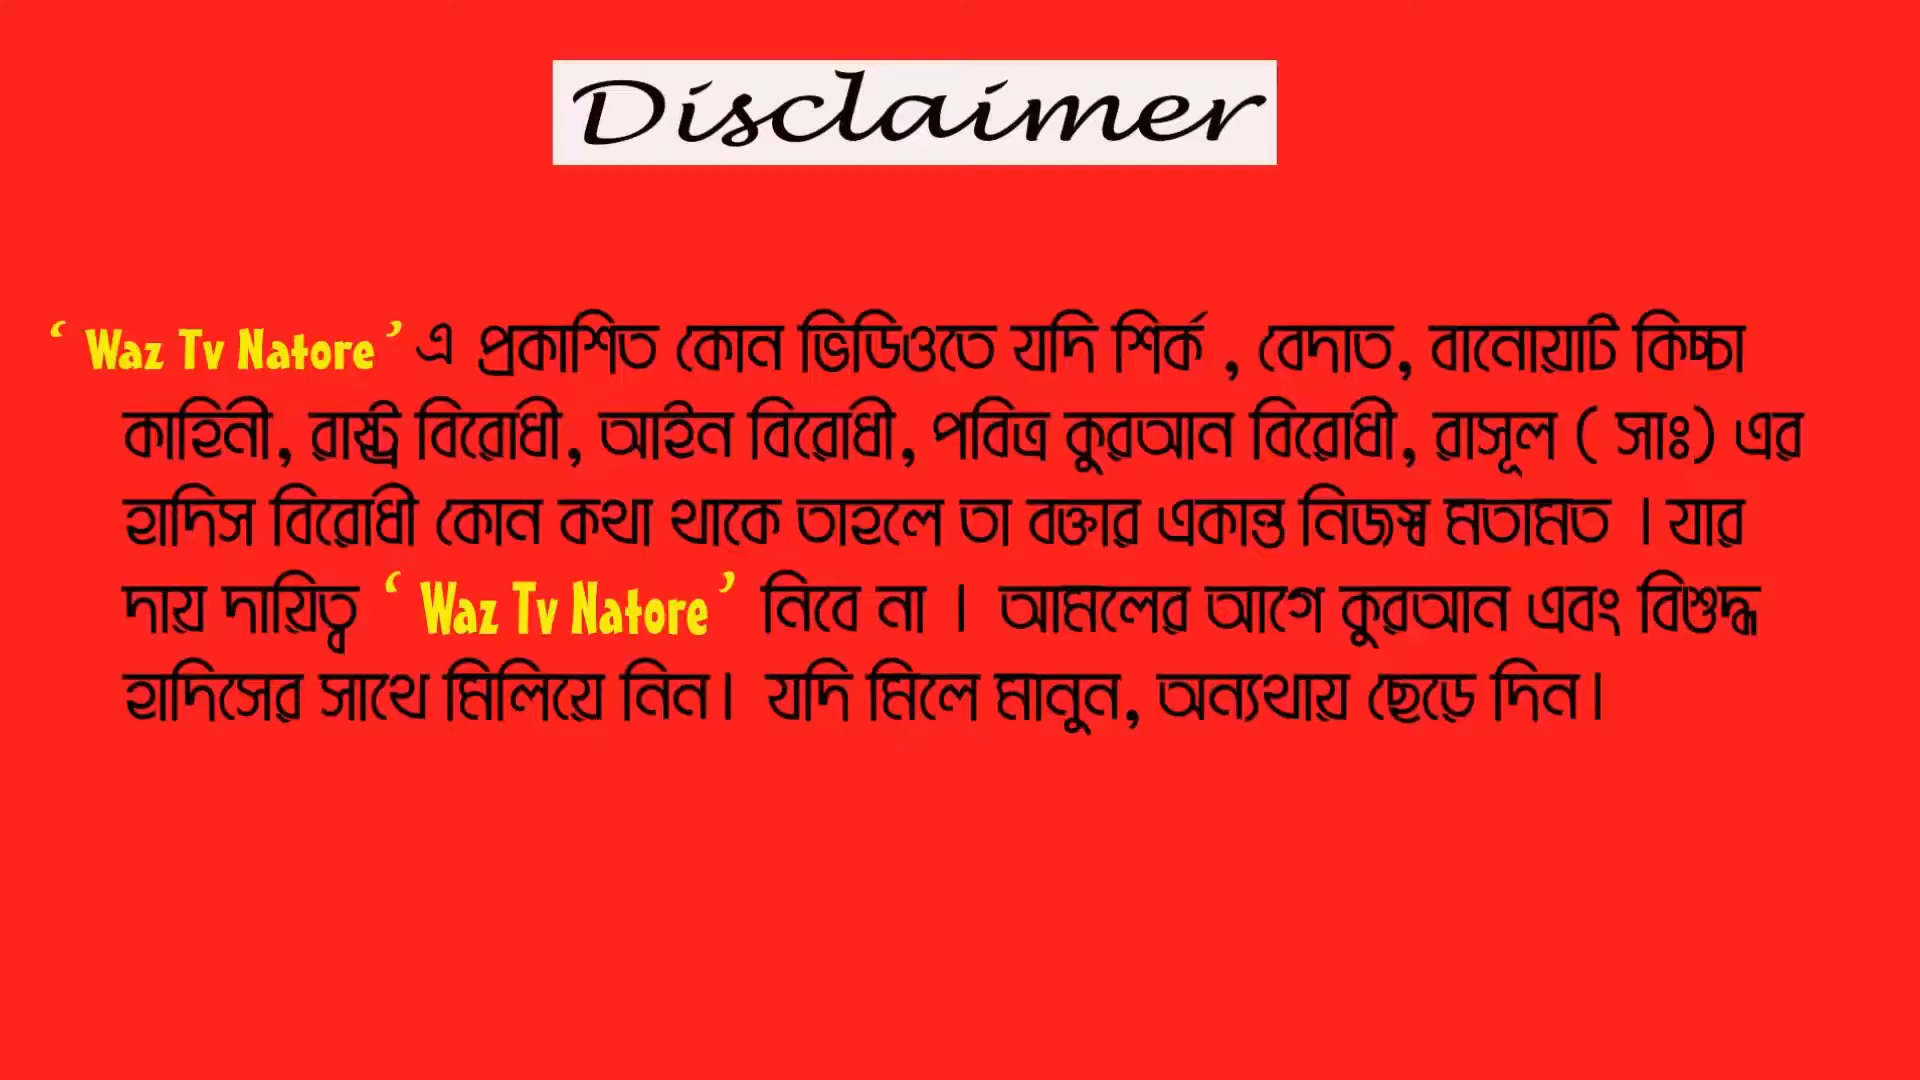 Disclaimer
‘ Waz Tv Natore ’ এ প্রকাশিত কোন ভিডিওতে যদি শির্ক , বেদাত, বানোয়াট কিচ্চা
কাহিনী, রাষ্ট্র বিরোধী, আইন বিরোধী, পবিত্র কুরআন বিরোধী, রাসূল ( সাঃ) এর
হাদিস বিরোধী কোন কথা থাকে তাহলে তা বক্তার একান্ত নিজস্ব মতামত । যার
দায় দায়িত্ব ‘ Waz Tv Natore ’ নিবে না । আমলের আগে কুরআন এবং বিশুদ্ধ
হাদিসের সাথে মিলিয়ে নিন। যদি মিলে মানুন, অন্যথায় ছেড়ে দিন।